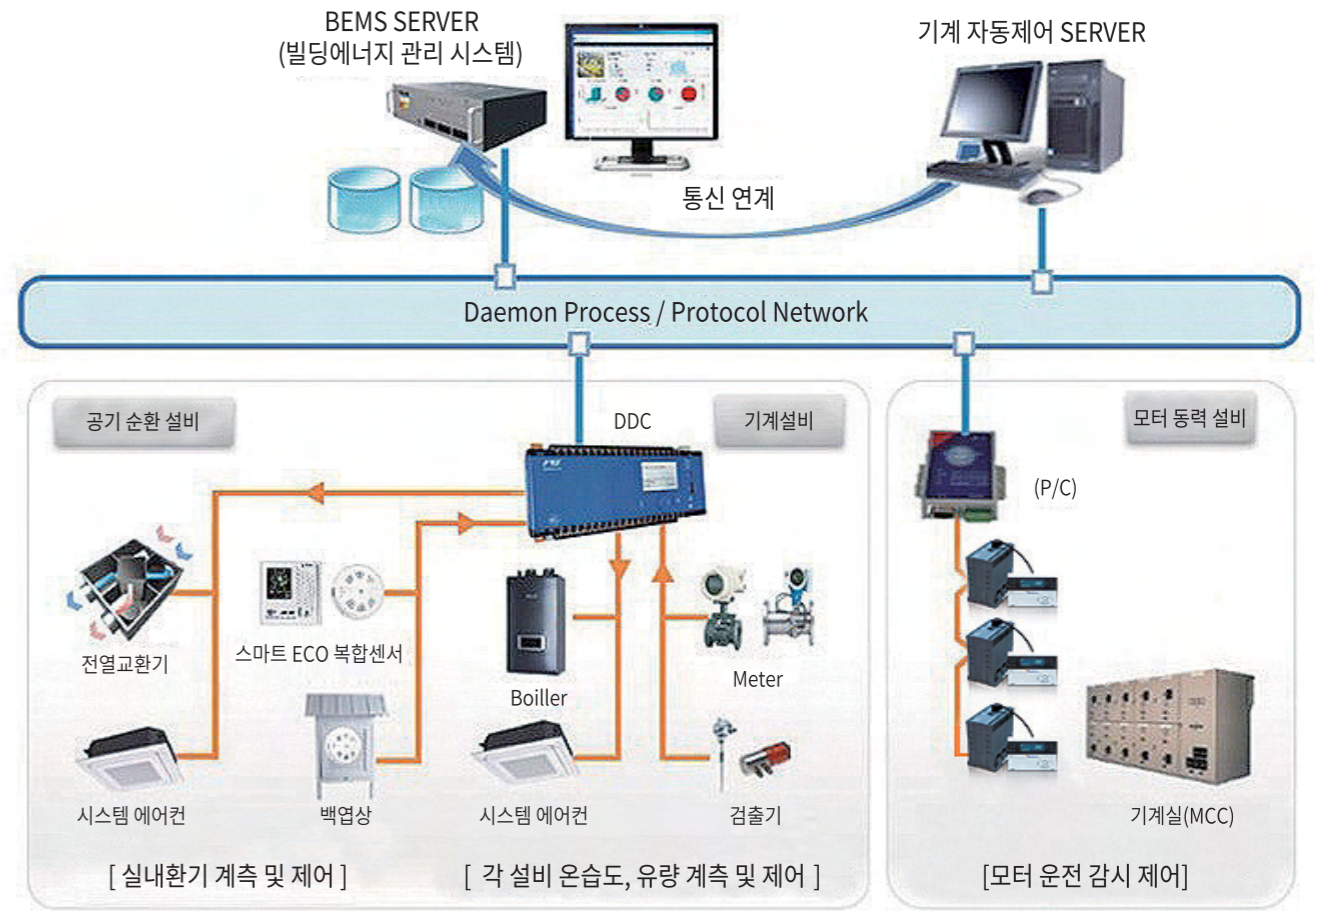 BEMS SERVER
(빌딩에너지 관리 시스템)
기계 자동제어 SERVER
통신 연계
Daemon Process / Protocol Network
공기 순환 설비
DDC
기계설비
모터 동력 설비
(P/C)
전열교환기
스마트 ECO 복합센서
Boiller
Meter
시스템 에어컨
백엽상
시스템 에어컨
검출기
기계실(MCC)
[ 실내환기 계측 및 제어 ]
[ 각 설비 온습도, 유량 계측 및 제어 ]
[모터 운전 감시 제어]